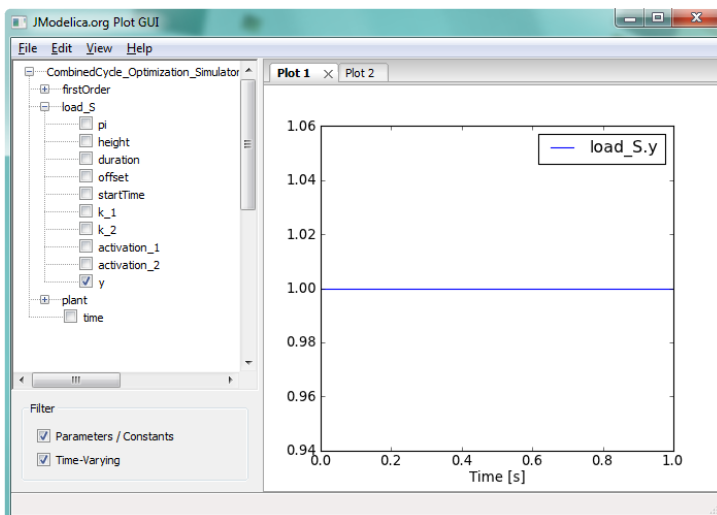 JModelica.org Plot GUI
File Edit View Help
CombinedCycle_Optimization_Simulator
firstOrder
load_S
pi
height
duration
offset
startTime
k_1
k_2
activation_1
activation_2
y
plant
time
Filter
Parameters / Constants
Time-Varying
Plot 1 Plot 2
1.06
1.04
1.02
1.00
0.98
0.96
0.94
load_S.y
0.0 0.2 0.4 0.6 0.8 1.0
Time [s]